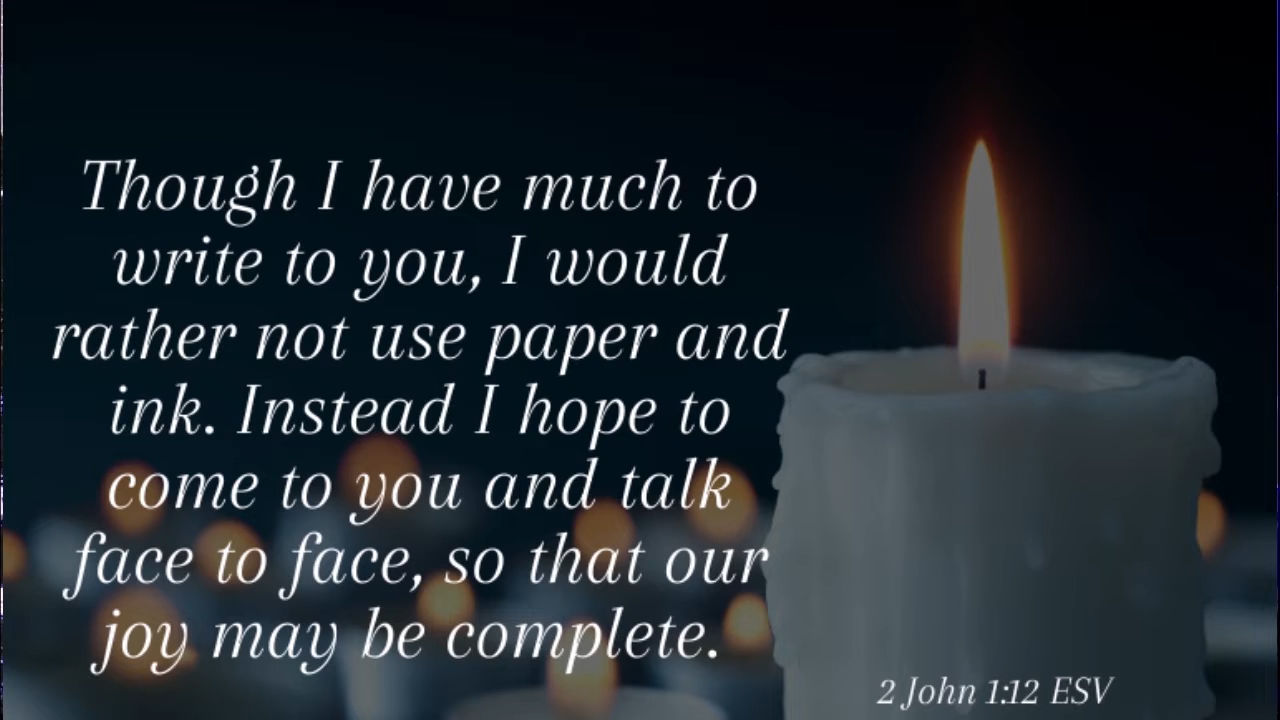 Though I have much to
write to you, I would
rather not use paper and
ink. Instead I hope to
come to you and talk
face to face, so that our
joy may be complete.
2 John 1:12 ESV